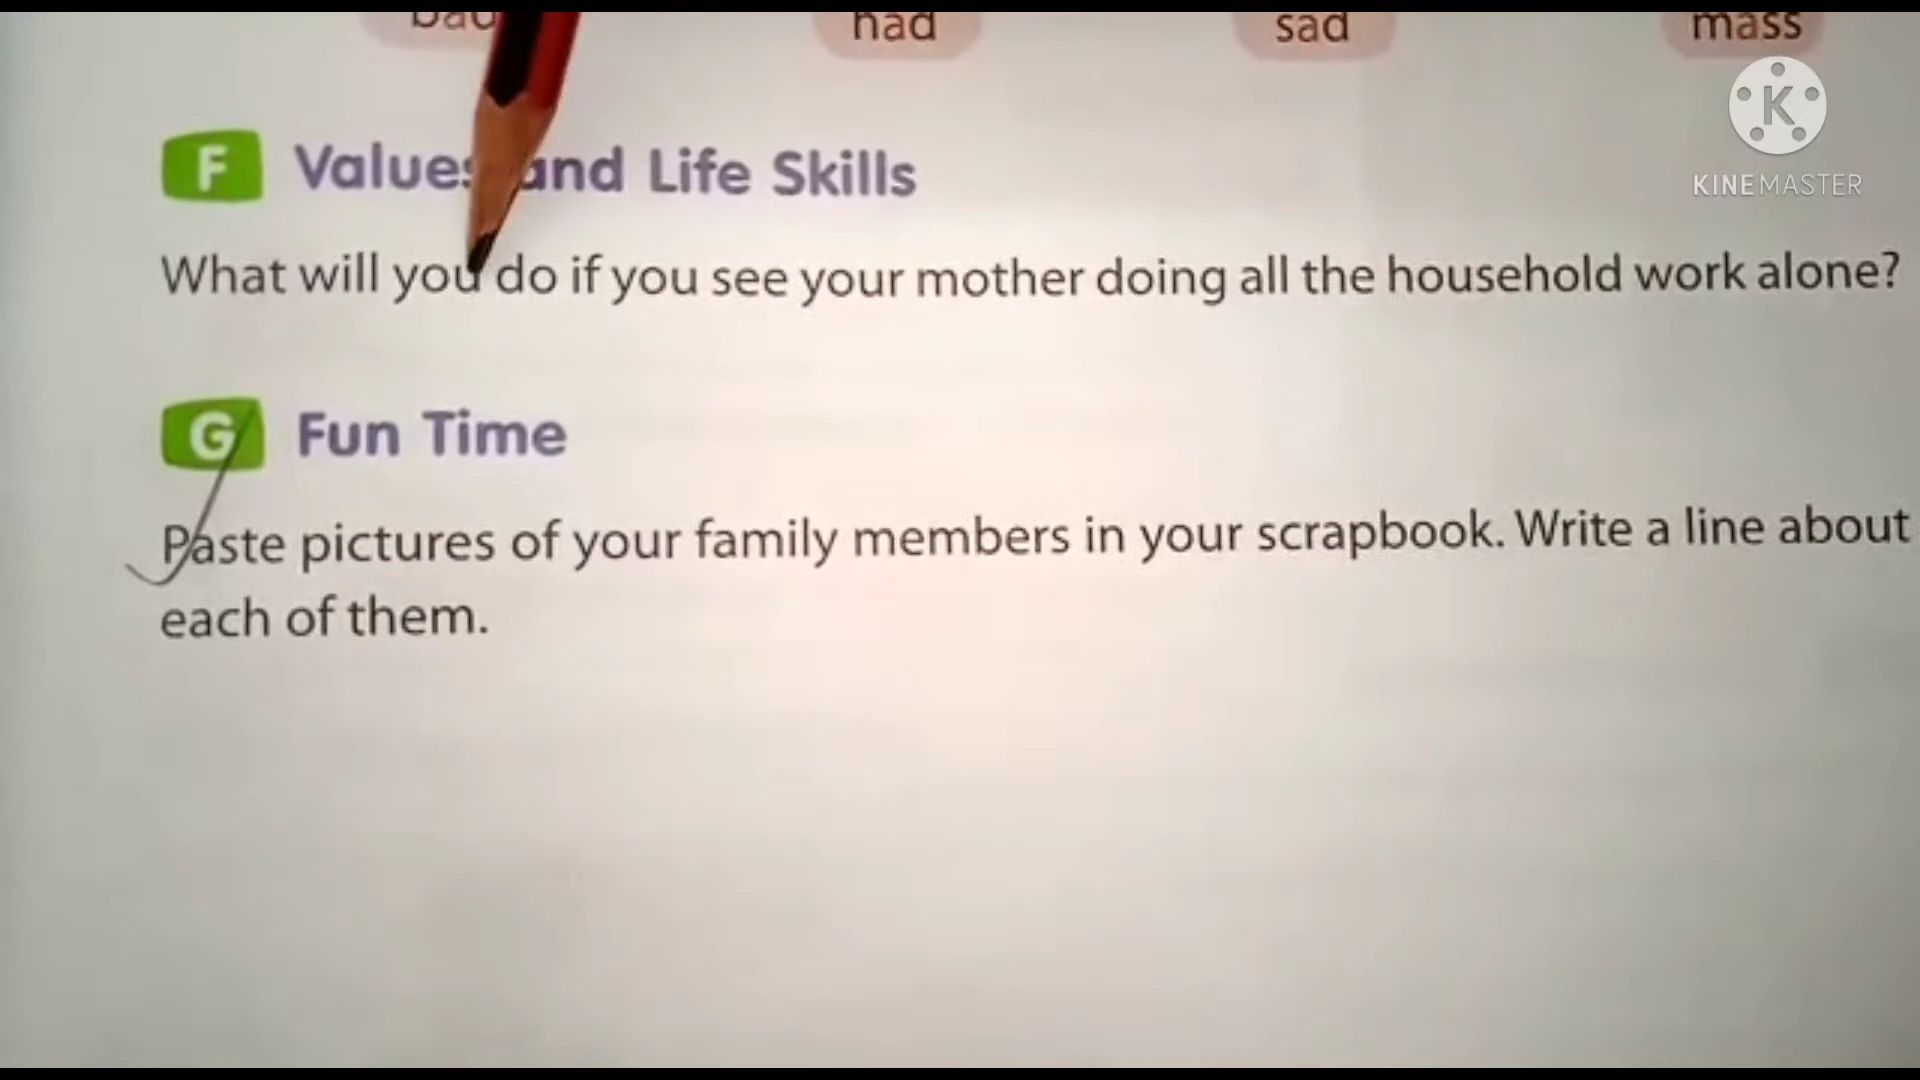 bad had sad mass
KINEMASTER
F Values and Life Skills
What will you do if you see your mother doing all the household work alone?
G Fun Time
Paste pictures of your family members in your scrapbook. Write a line about
each of them.